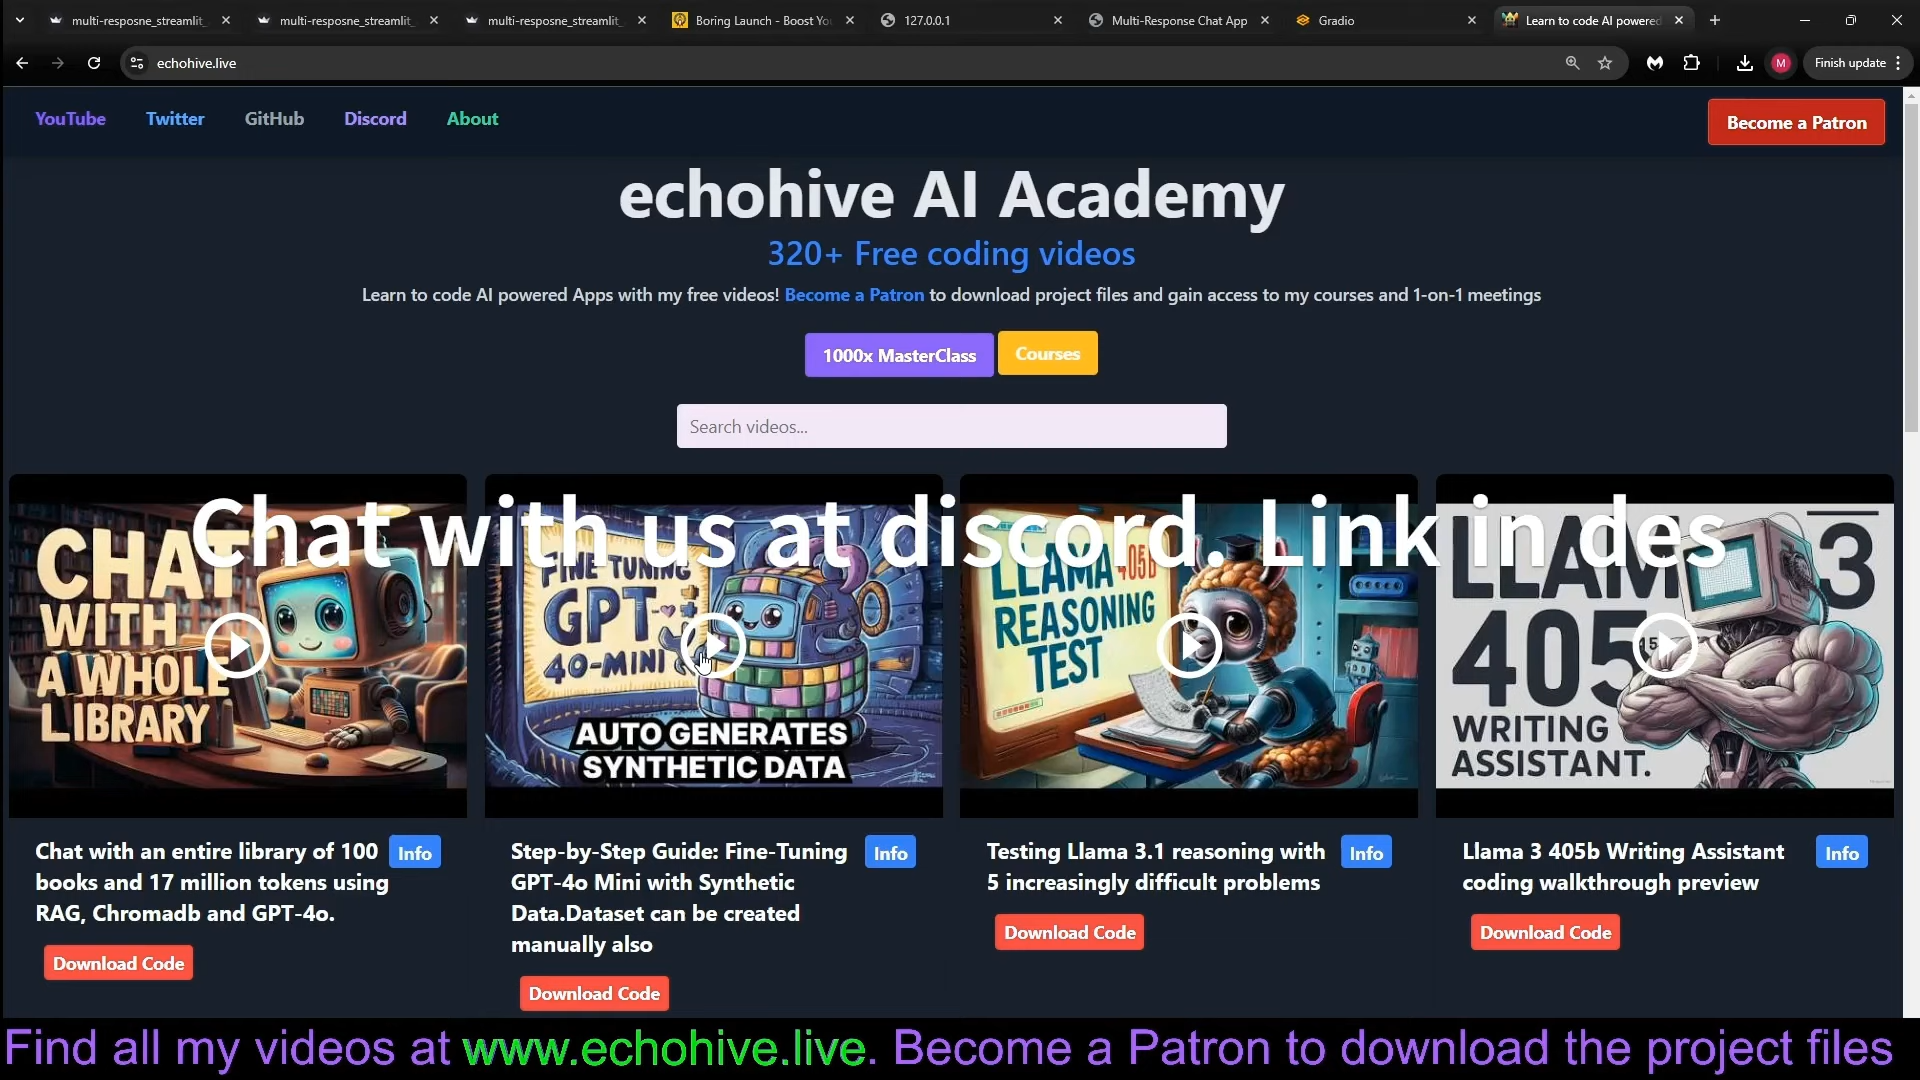 multi-resposne_streamlit_
multi-resposne_streamlit_
multi-resposne_streamlit_
Boring Launch - Boost Yo
127.0.0.1
Multi-Response Chat App
Gradio
Learn to code AI powered
echohive.live
M
Finish update
YouTube
Twitter
GitHub
Discord
About
Become a Patron
echohive AI Academy
320+ Free coding videos
Learn to code AI powered Apps with my free videos! Become a Patron to download project files and gain access to my courses and 1-on-1 meetings
1000x MasterClass
Courses
Search videos...
Chat with us at discord. Link in des
CHAT
WITH
A WHOLE
LIBRARY
FINE-TUNING
GPT-
4O-MINI
AUTO GENERATES
SYNTHETIC DATA
LLAMA 405b
REASONING
TEST
LLAM 3
405
WRITING
ASSISTANT.
Chat with an entire library of 100
books and 17 million tokens using
RAG, Chromadb and GPT-4o.
Info
Download Code
Step-by-Step Guide: Fine-Tuning
GPT-4o Mini with Synthetic
Data.Dataset can be created
manually also
Info
Download Code
Testing Llama 3.1 reasoning with
5 increasingly difficult problems
Info
Download Code
Llama 3 405b Writing Assistant
coding walkthrough preview
Info
Download Code
Find all my videos at www.echohive.live. Become a Patron to download the project files